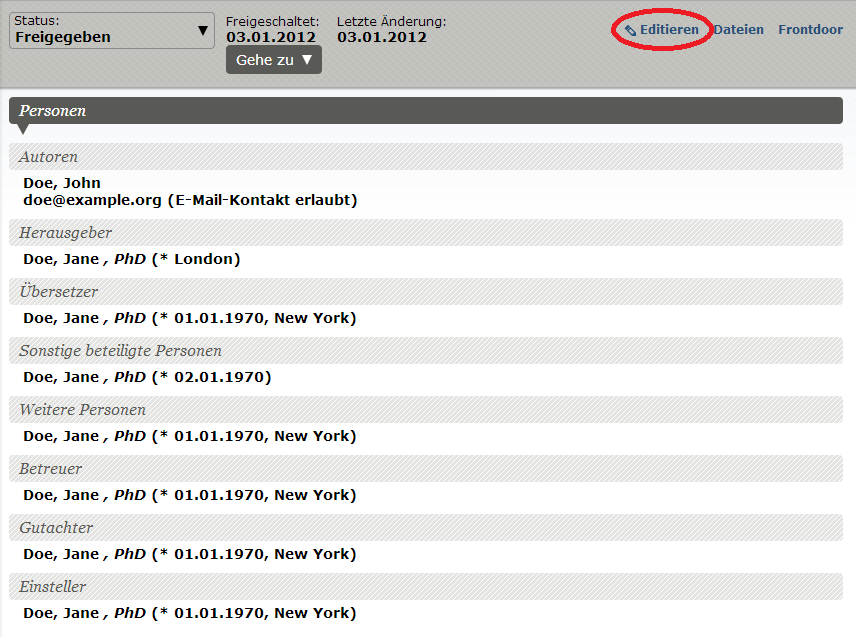 Status:
Freigegeben ▼
Freigeschaltet:
03.01.2012
Letzte Änderung:
03.01.2012
Gehe zu ▼
Editieren Dateien Frontdoor
Personen
Autoren
Doe, John
doe@example.org (E-Mail-Kontakt erlaubt)
Herausgeber
Doe, Jane , PhD (* London)
Übersetzer
Doe, Jane , PhD (* 01.01.1970, New York)
Sonstige beteiligte Personen
Doe, Jane , PhD (* 02.01.1970)
Weitere Personen
Doe, Jane , PhD (* 01.01.1970, New York)
Betreuer
Doe, Jane , PhD (* 01.01.1970, New York)
Gutachter
Doe, Jane , PhD (* 01.01.1970, New York)
Einsteller
Doe, Jane , PhD (* 01.01.1970, New York)